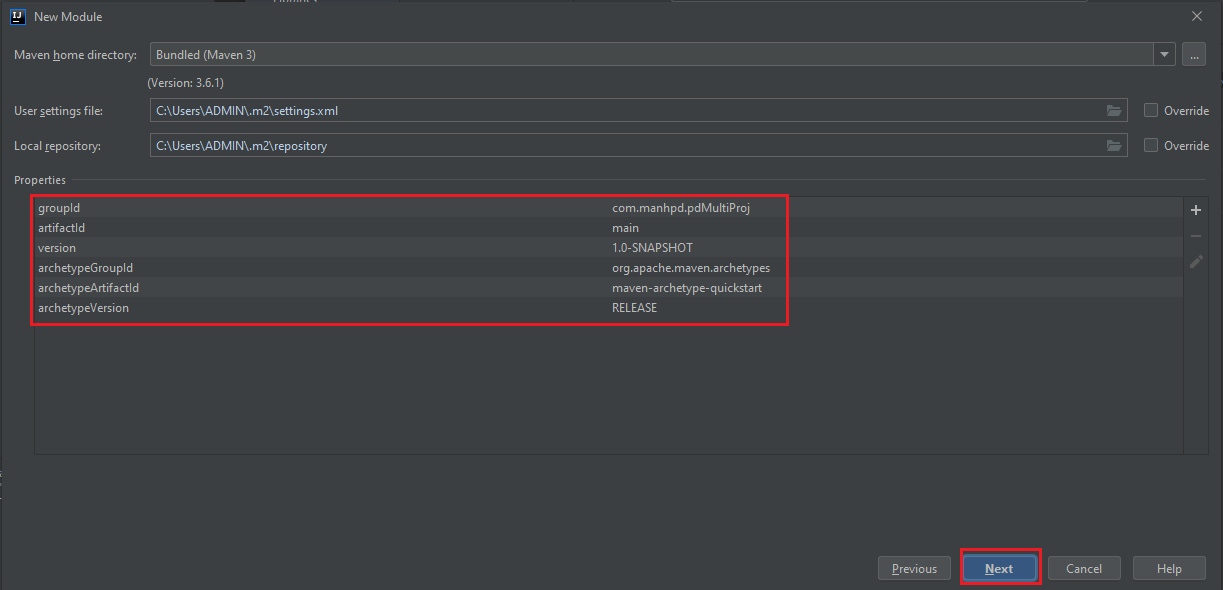 IJ New Module
Maven home directory: Bundled (Maven 3) ...
(Version: 3.6.1)
User settings file: C:\Users\ADMIN\.m2\settings.xml Override
Local repository: C:\Users\ADMIN\.m2\repository Override
Properties
groupId com.manhpd.pdMultiProj
artifactId main
version 1.0-SNAPSHOT
archetypeGroupId org.apache.maven.archetypes
archetypeArtifactId maven-archetype-quickstart
archetypeVersion RELEASE
Previous Next Cancel Help